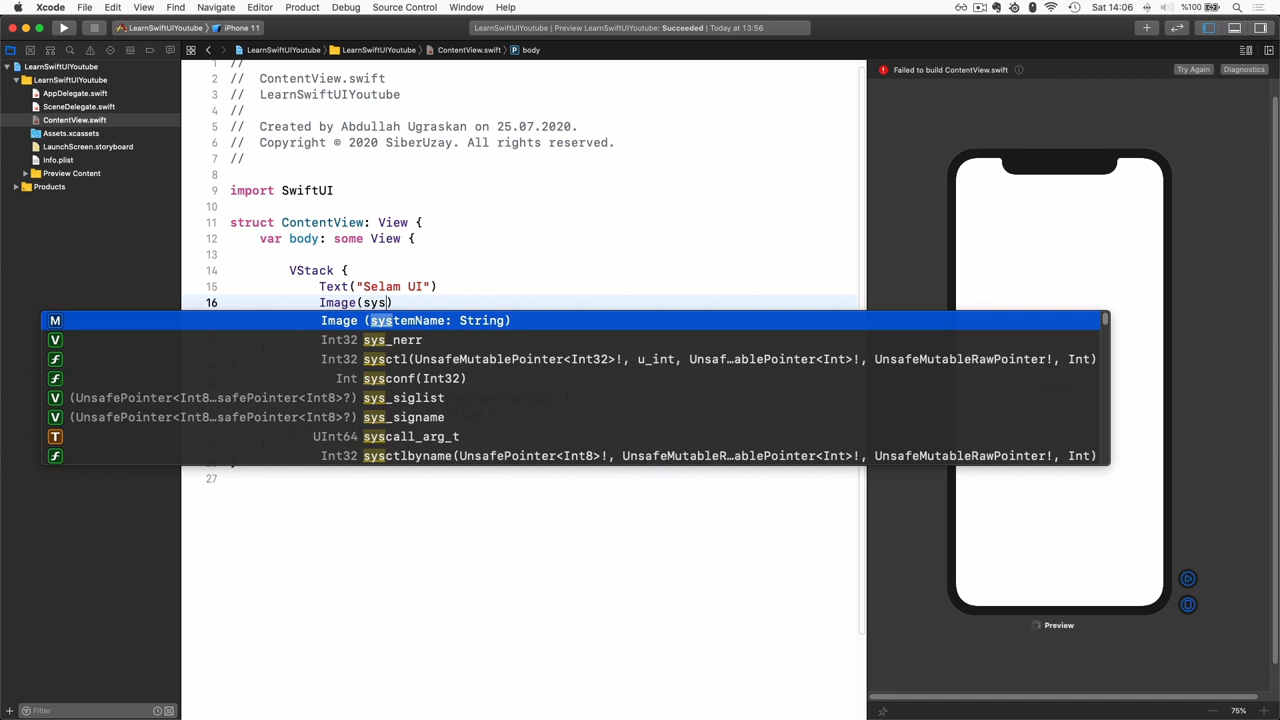 Xcode File Edit View Find Navigate Editor Product Debug Source Control Window Help %100 Sat 14:06
LearnSwiftUIYoutube iPhone 11 LearnSwiftUIYoutube | Preview LearnSwiftUIYoutube: Succeeded | Today at 13:56
LearnSwiftUIYoutube LearnSwiftUIYoutube ContentView.swift P body
LearnSwiftUIYoutube
LearnSwiftUIYoutube
AppDelegate.swift
SceneDelegate.swift
ContentView.swift
Assets.xcassets
LaunchScreen.storyboard
Info.plist
Preview Content
Products
1 //
2 // ContentView.swift
3 // LearnSwiftUIYoutube
4 //
5 // Created by Abdullah Ugraskan on 25.07.2020.
6 // Copyright © 2020 SiberUzay. All rights reserved.
7 //
8
9 import SwiftUI
10
11 struct ContentView: View {
12 var body: some View {
13
14 VStack {
15 Text("Selam UI")
16 Image(sys)
M Image (systemName: String)
V Int32 sys_nerr
f Int32 sysctl(UnsafeMutablePointer<Int32>!, u_int, Unsaf…ablePointer<Int>!, UnsafeMutableRawPointer!, Int)
f Int sysconf(Int32)
V (UnsafePointer<Int8…safePointer<Int8>?) sys_siglist
V (UnsafePointer<Int8…safePointer<Int8>?) sys_signame
T UInt64 syscall_arg_t
f Int32 sysctlbyname(UnsafePointer<Int8>!, UnsafeMutableR…ablePointer<Int>!, UnsafeMutableRawPointer!, Int)
27
Failed to build ContentView.swift Try Again Diagnostics
Preview
Filter
75%